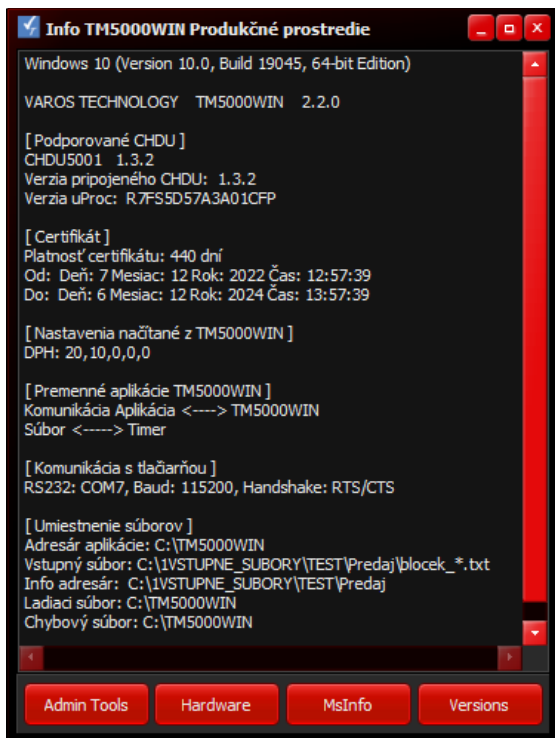 Info TM5000WIN Produkčné prostredie
Windows 10 (Version 10.0, Build 19045, 64-bit Edition)
VAROS TECHNOLOGY TM5000WIN 2.2.0
[ Podporované CHDU ]
CHDU5001 1.3.2
Verzia pripojeného CHDU: 1.3.2
Verzia uProc: R7FS5D57A3A01CFP
[ Certifikát ]
Platnosť certifikátu: 440 dní
Od: Deň: 7 Mesiac: 12 Rok: 2022 Čas: 12:57:39
Do: Deň: 6 Mesiac: 12 Rok: 2024 Čas: 13:57:39
[ Nastavenia načítané z TM5000WIN ]
DPH: 20,10,0,0,0
[ Premenné aplikácie TM5000WIN ]
Komunikácia Aplikácia <----> TM5000WIN
Súbor <-----> Timer
[ Komunikácia s tlačiarňou ]
RS232: COM7, Baud: 115200, Handshake: RTS/CTS
[ Umiestnenie súborov ]
Adresár aplikácie: C:\TM5000WIN
Vstupný súbor: C:\1VSTUPNE_SUBORY\TEST\Predaj\blocek_*.txt
Info adresár: C:\1VSTUPNE_SUBORY\TEST\Predaj
Ladiaci súbor: C:\TM5000WIN
Chybový súbor: C:\TM5000WIN
Admin Tools Hardware MsInfo Versions